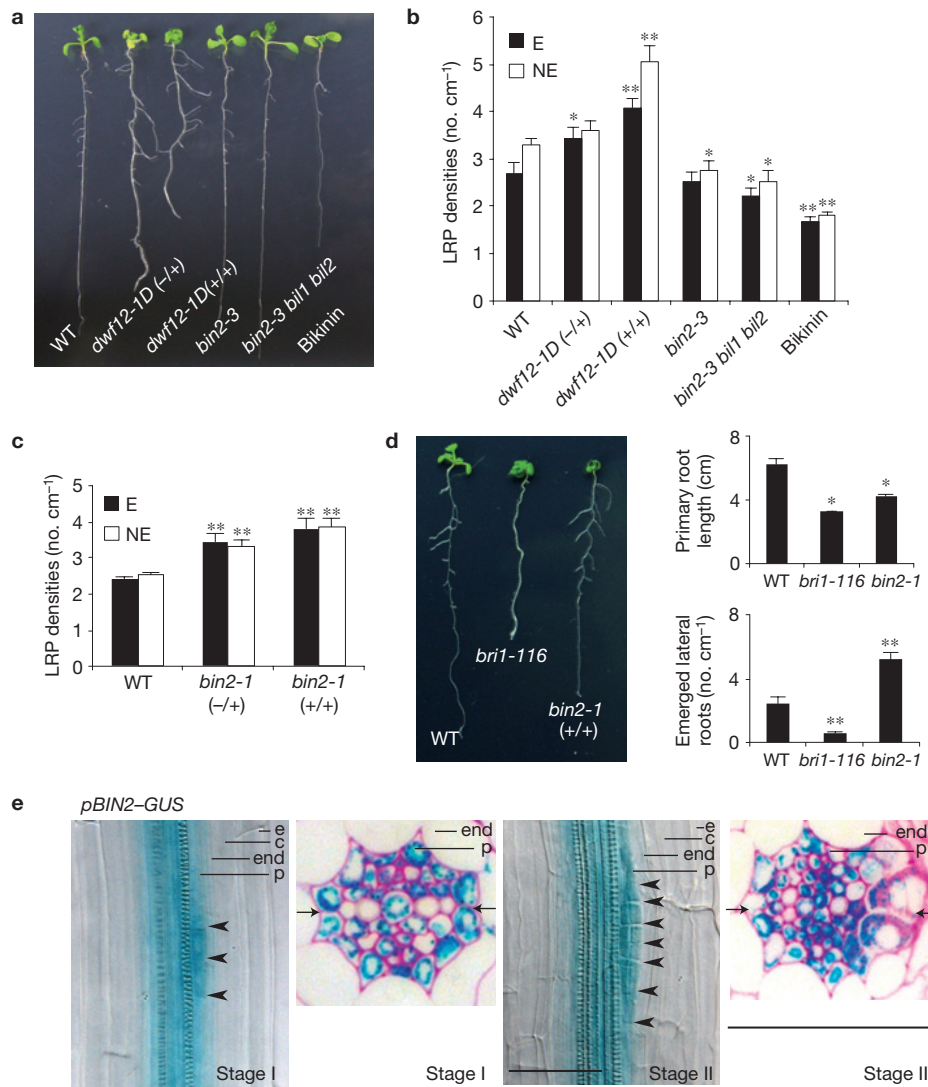 a
WT
dwf12-1D (–/+)
dwf12-1D(+/+)
bin2-3
bin2-3 bil1 bil2
Bikinin
b
E
NE
LRP densities (no. cm⁻¹)
6
5
4
3
2
1
0
*
**
**
*
*
*
**
**
WT
dwf12-1D (–/+)
dwf12-1D (+/+)
bin2-3
bin2-3 bil1 bil2
Bikinin
c
E
NE
LRP densities (no. cm⁻¹)
5
4
3
2
1
0
** **
** **
WT
bin2-1
(–/+)
bin2-1
(+/+)
d
WT
bri1-116
bin2-1
(+/+)
Primary root
length (cm)
8
4
0
*
*
WT bri1-116 bin2-1
Emerged lateral
roots (no. cm⁻¹)
8
4
0
**
**
WT bri1-116 bin2-1
e
pBIN2–GUS
e
c
end
p
Stage I
end
p
Stage I
e
c
end
p
Stage II
end
p
Stage II